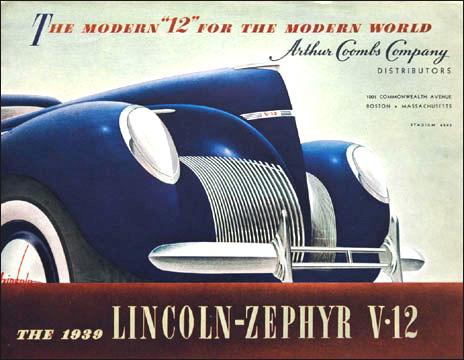 THE MODERN "12" FOR THE MODERN WORLD
Arthur Coombs Company
DISTRIBUTORS
1001 COMMONWEALTH AVENUE
BOSTON • MASSACHUSETTS
THE 1939 LINCOLN-ZEPHYR V•12